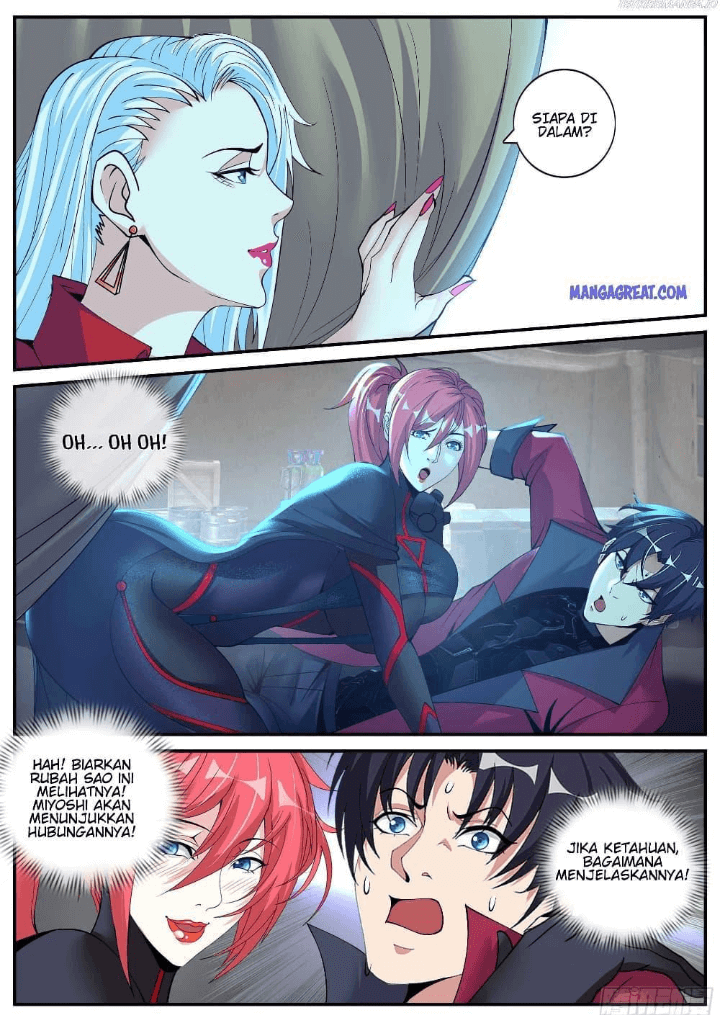 SIAPA DI
DALAM?
MANGAGREAT.COM
OH... OH OH!
HAH! BIARKAN
RUBAH SAO INI
MELIHATNYA!
MIYOSHI AKAN
MENUNJUKKAN
HUBUNGANNYA!
JIKA KETAHUAN,
BAGAIMANA
MENJELASKANNYA!